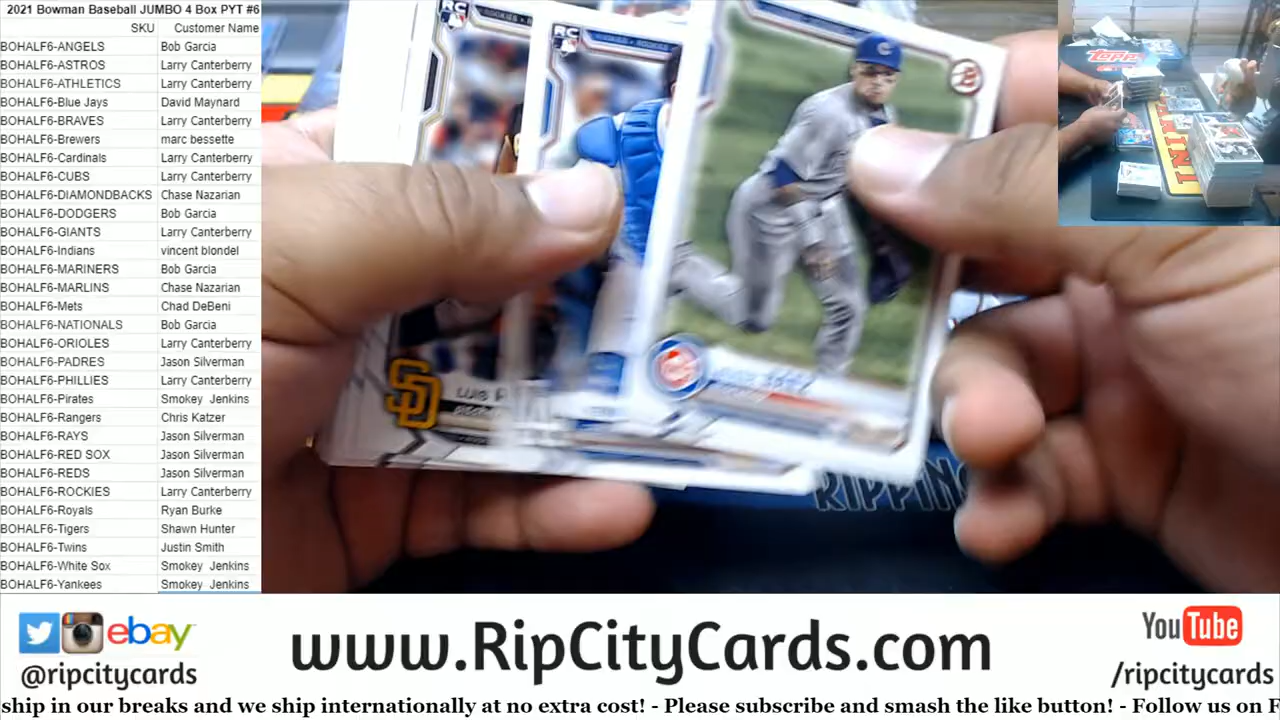 2021 Bowman Baseball JUMBO 4 Box PYT #6
SKU Customer Name
BOHALF6-ANGELS Bob Garcia
BOHALF6-ASTROS Larry Canterberry
BOHALF6-ATHLETICS Larry Canterberry
BOHALF6-Blue Jays David Maynard
BOHALF6-BRAVES Larry Canterberry
BOHALF6-Brewers marc bessette
BOHALF6-Cardinals Larry Canterberry
BOHALF6-CUBS Larry Canterberry
BOHALF6-DIAMONDBACKS Chase Nazarian
BOHALF6-DODGERS Bob Garcia
BOHALF6-GIANTS Larry Canterberry
BOHALF6-Indians vincent blondel
BOHALF6-MARINERS Bob Garcia
BOHALF6-MARLINS Chase Nazarian
BOHALF6-Mets Chad DeBeni
BOHALF6-NATIONALS Bob Garcia
BOHALF6-ORIOLES Larry Canterberry
BOHALF6-PADRES Jason Silverman
BOHALF6-PHILLIES Larry Canterberry
BOHALF6-Pirates Smokey Jenkins
BOHALF6-Rangers Chris Katzer
BOHALF6-RAYS Jason Silverman
BOHALF6-RED SOX Jason Silverman
BOHALF6-REDS Jason Silverman
BOHALF6-ROCKIES Larry Canterberry
BOHALF6-Royals Ryan Burke
BOHALF6-Tigers Shawn Hunter
BOHALF6-Twins Justin Smith
BOHALF6-White Sox Smokey Jenkins
BOHALF6-Yankees Smokey Jenkins
RC
RC
B
SD
LUIS
RIPPING
Topps
PANINI
ebay
@ripcitycards
www.RipCityCards.com
YouTube
/ripcitycards
ship in our breaks and we ship internationally at no extra cost! - Please subscribe and smash the like button! - Follow us on F